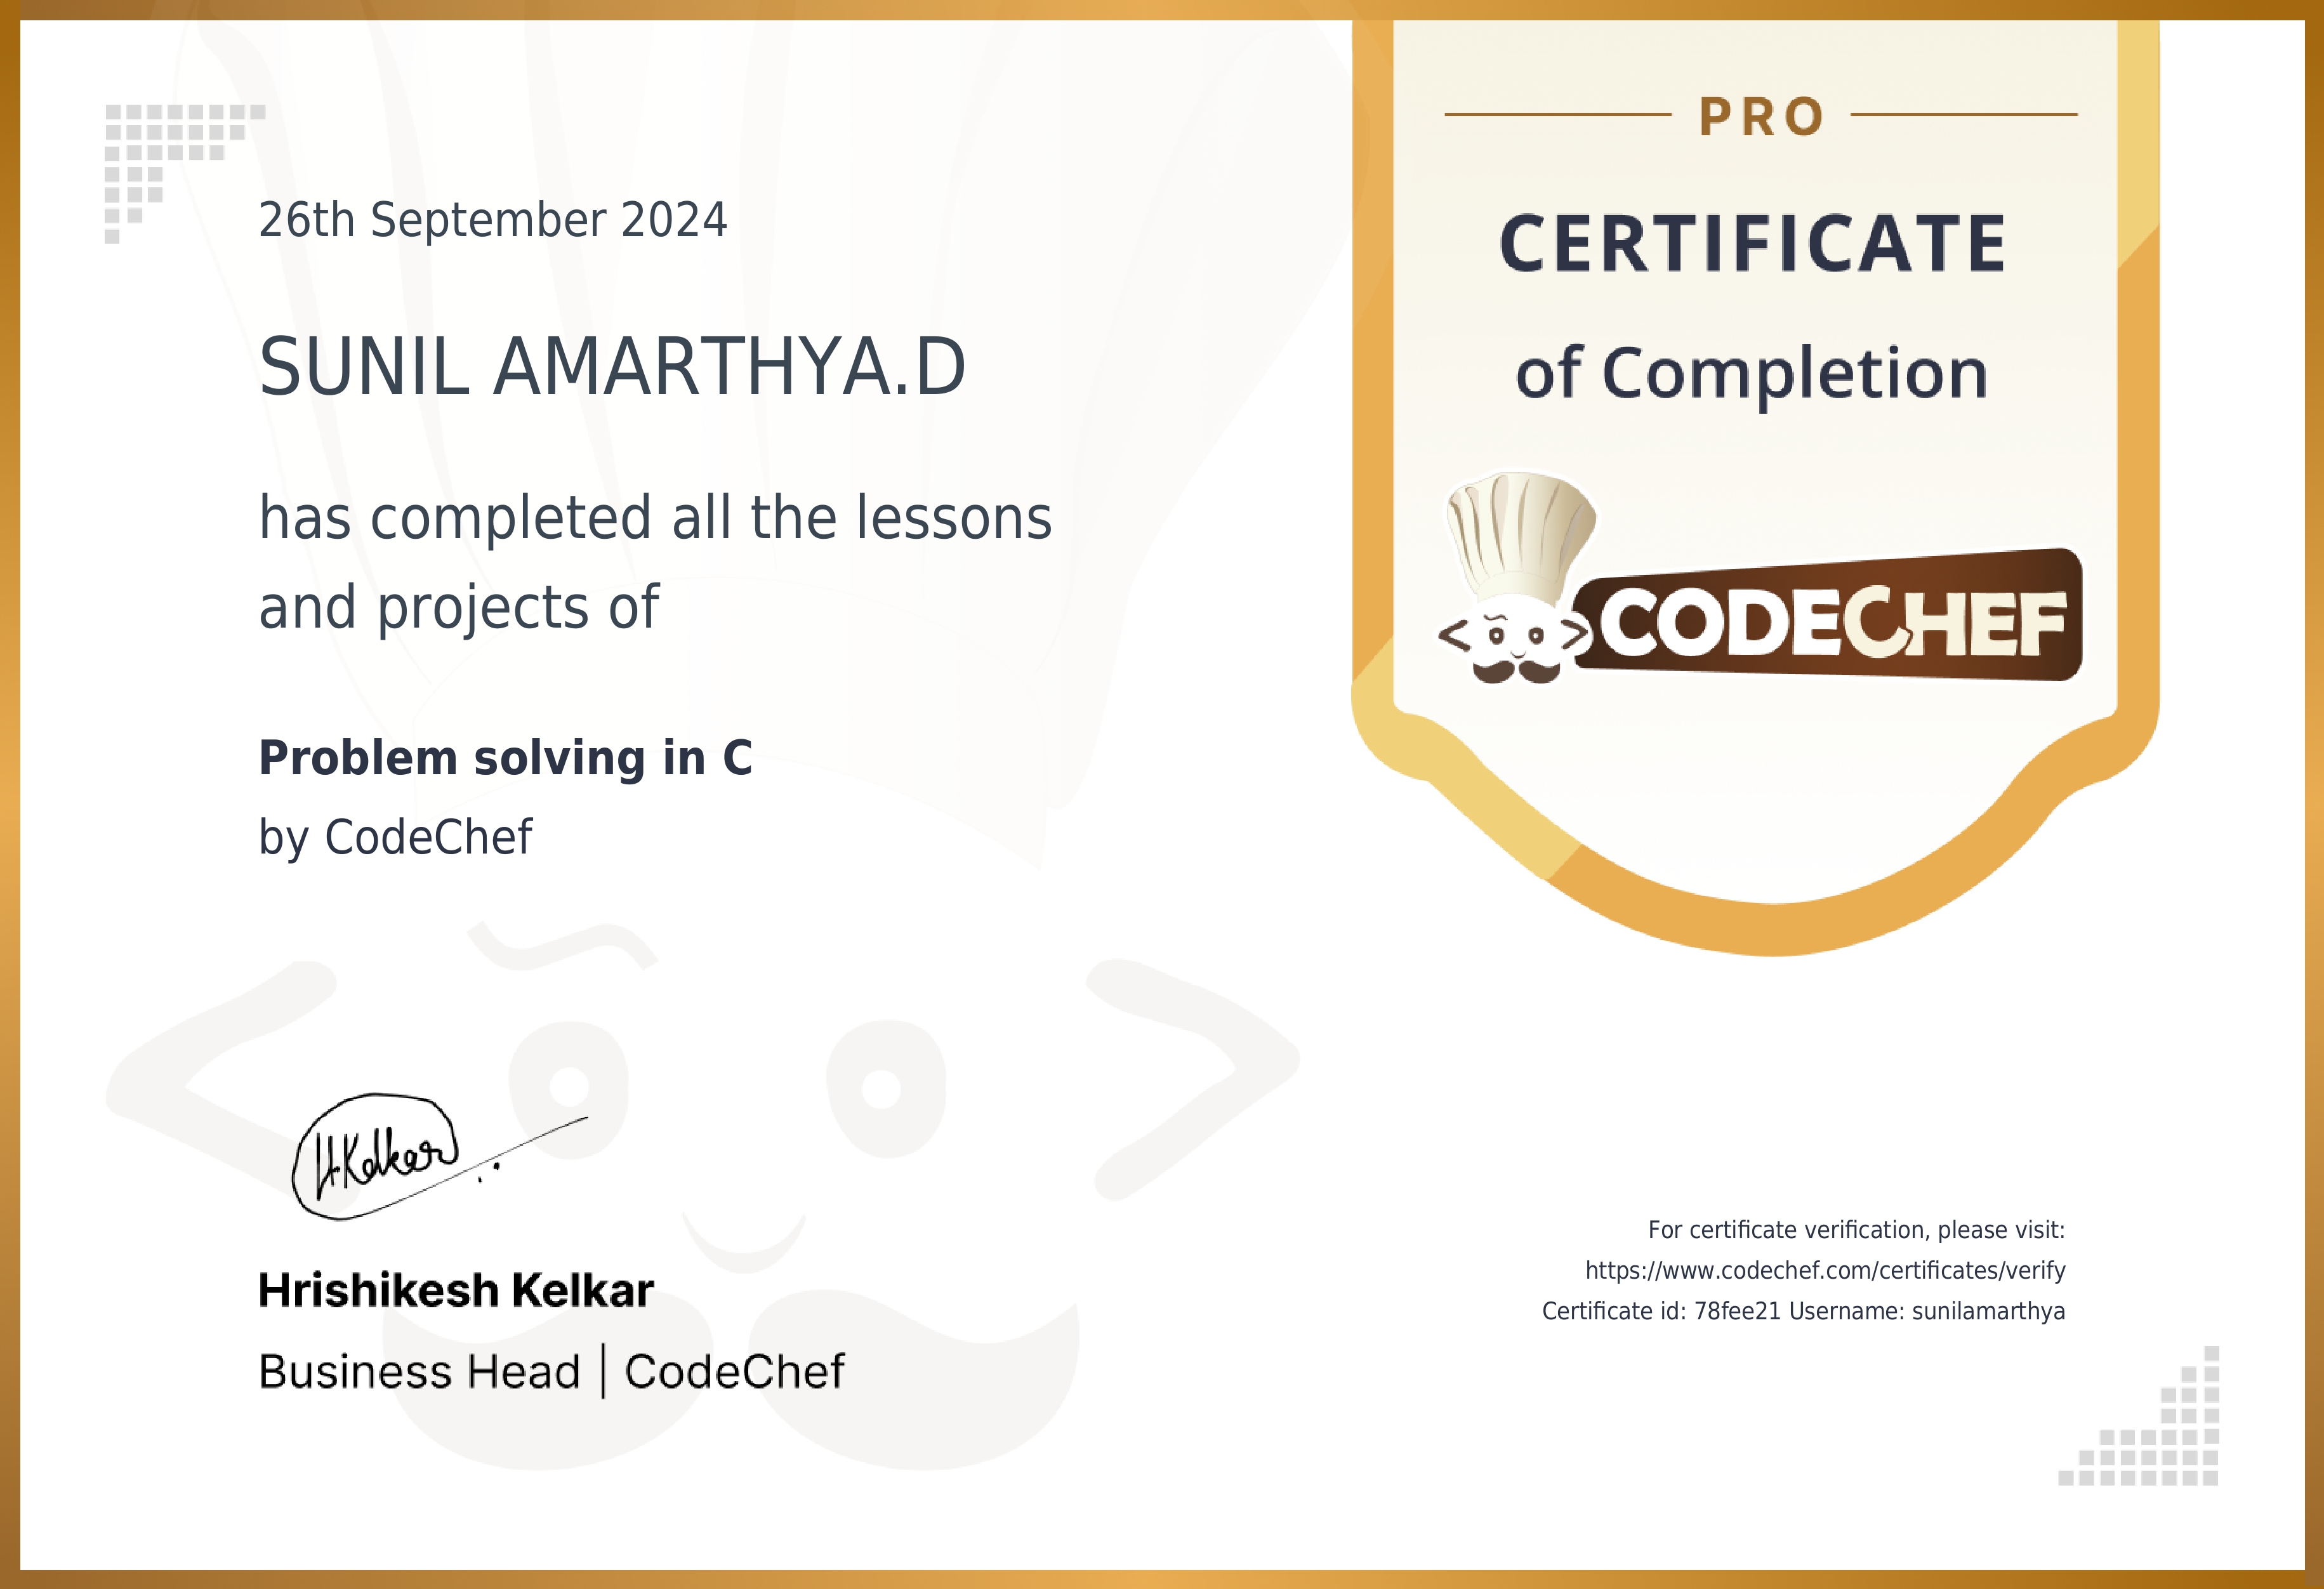 26th September 2024
SUNIL AMARTHYA.D
has completed all the lessons
and projects of
Problem solving in C
by CodeChef
HKelkar
Hrishikesh Kelkar
Business Head | CodeChef
PRO
CERTIFICATE
of Completion
CODECHEF
For certificate verification, please visit:
https://www.codechef.com/certificates/verify
Certificate id: 78fee21 Username: sunilamarthya